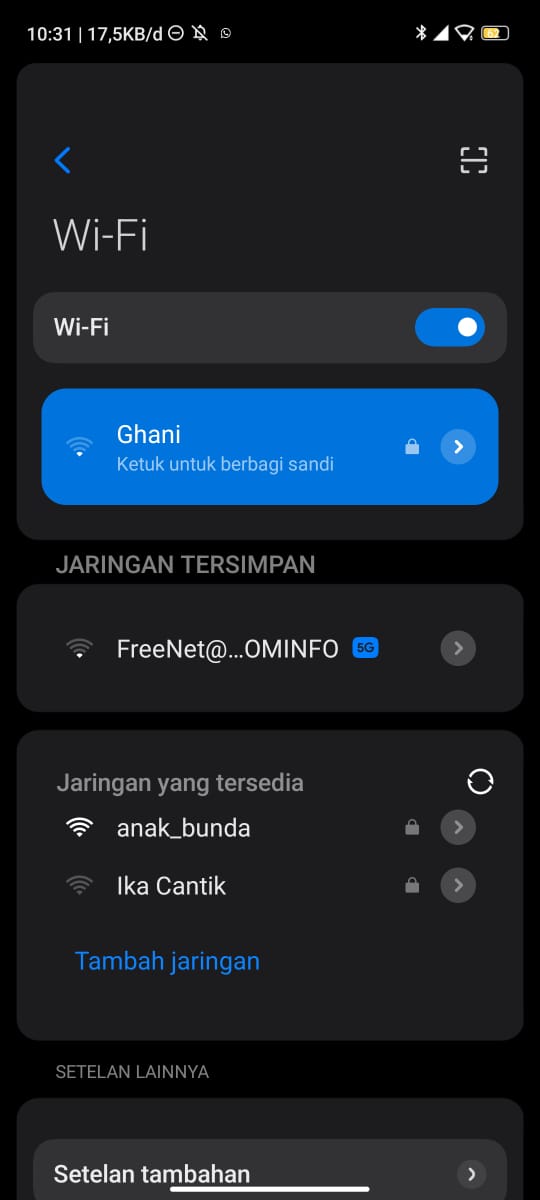 10:31 | 17,5KB/d
62
Wi-Fi
Wi-Fi
Ghani
Ketuk untuk berbagi sandi
JARINGAN TERSIMPAN
FreeNet@...OMINFO 5G
Jaringan yang tersedia
anak_bunda
Ika Cantik
Tambah jaringan
SETELAN LAINNYA
Setelan tambahan